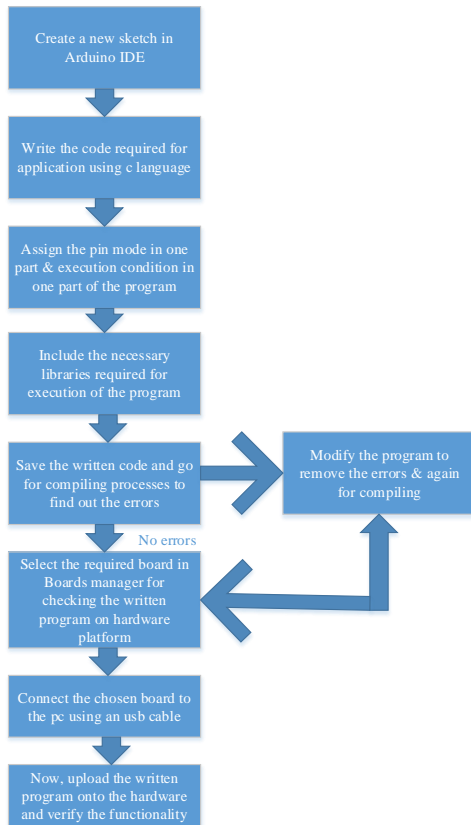 Create a new sketch in
Arduino IDE
Write the code required for
application using c language
Assign the pin mode in one
part & execution condition in
one part of the program
Include the necessary
libraries required for
execution of the program
Save the written code and go
for compiling processes to
find out the errors
Modify the program to
remove the errors & again
for compiling
No errors
Select the required board in
Boards manager for
checking the written
program on hardware
platform
Connect the chosen board to
the pc using an usb cable
Now, upload the written
program onto the hardware
and verify the functionality